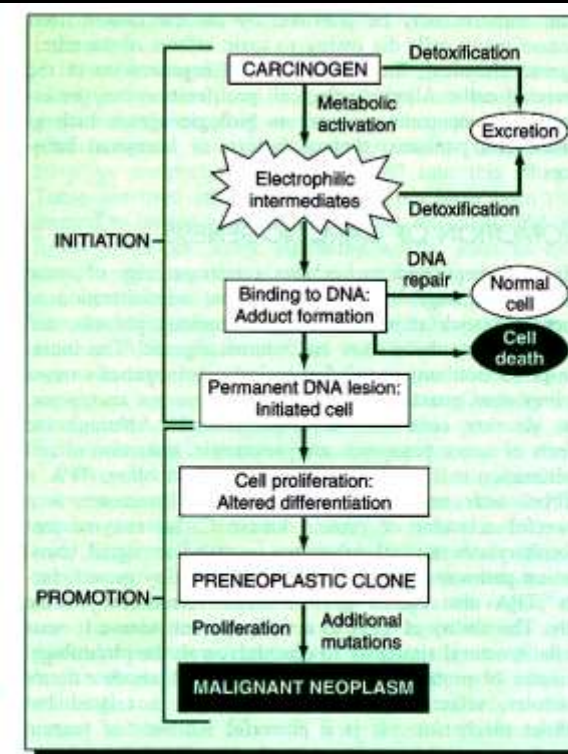 CARCINOGEN
Detoxification
Metabolic
activation
Excretion
Electrophilic
intermediates
Detoxification
INITIATION
DNA
repair
Normal
cell
Binding to DNA:
Adduct formation
Cell
death
Permanent DNA lesion:
Initiated cell
Cell proliferation:
Altered differentiation
PRENEOPLASTIC CLONE
PROMOTION
Proliferation
Additional
mutations
MALIGNANT NEOPLASM